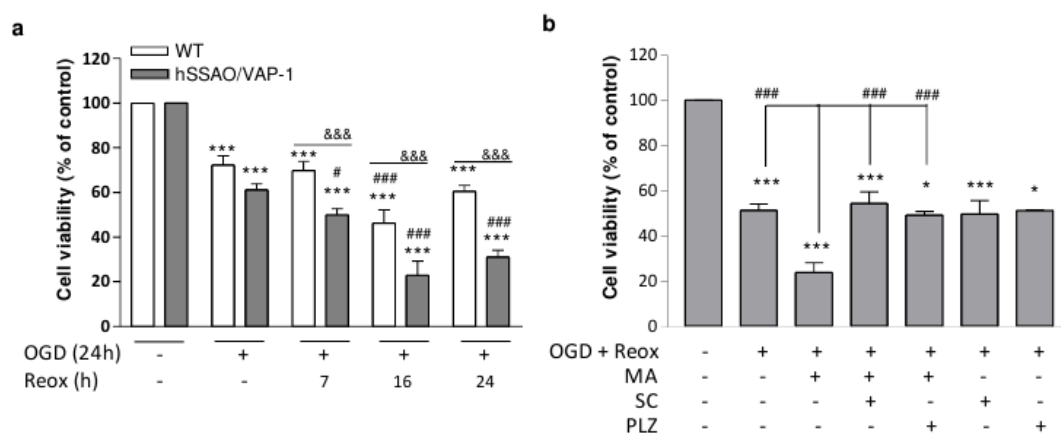 a
WT
hSSAO/VAP-1
Cell viability (% of control)
120
100
80
60
40
20
0
*** ***
*** # *** &&&
### *** ### *** &&&
*** ### *** &&&
OGD (24h) - + + + +
Reox (h) - - 7 16 24
b
Cell viability (% of control)
120
100
80
60
40
20
0
### ### ###
*** *** *** * *** *
OGD + Reox - + + + + + +
MA - - + + + - -
SC - - - + - + -
PLZ - - - - + - +